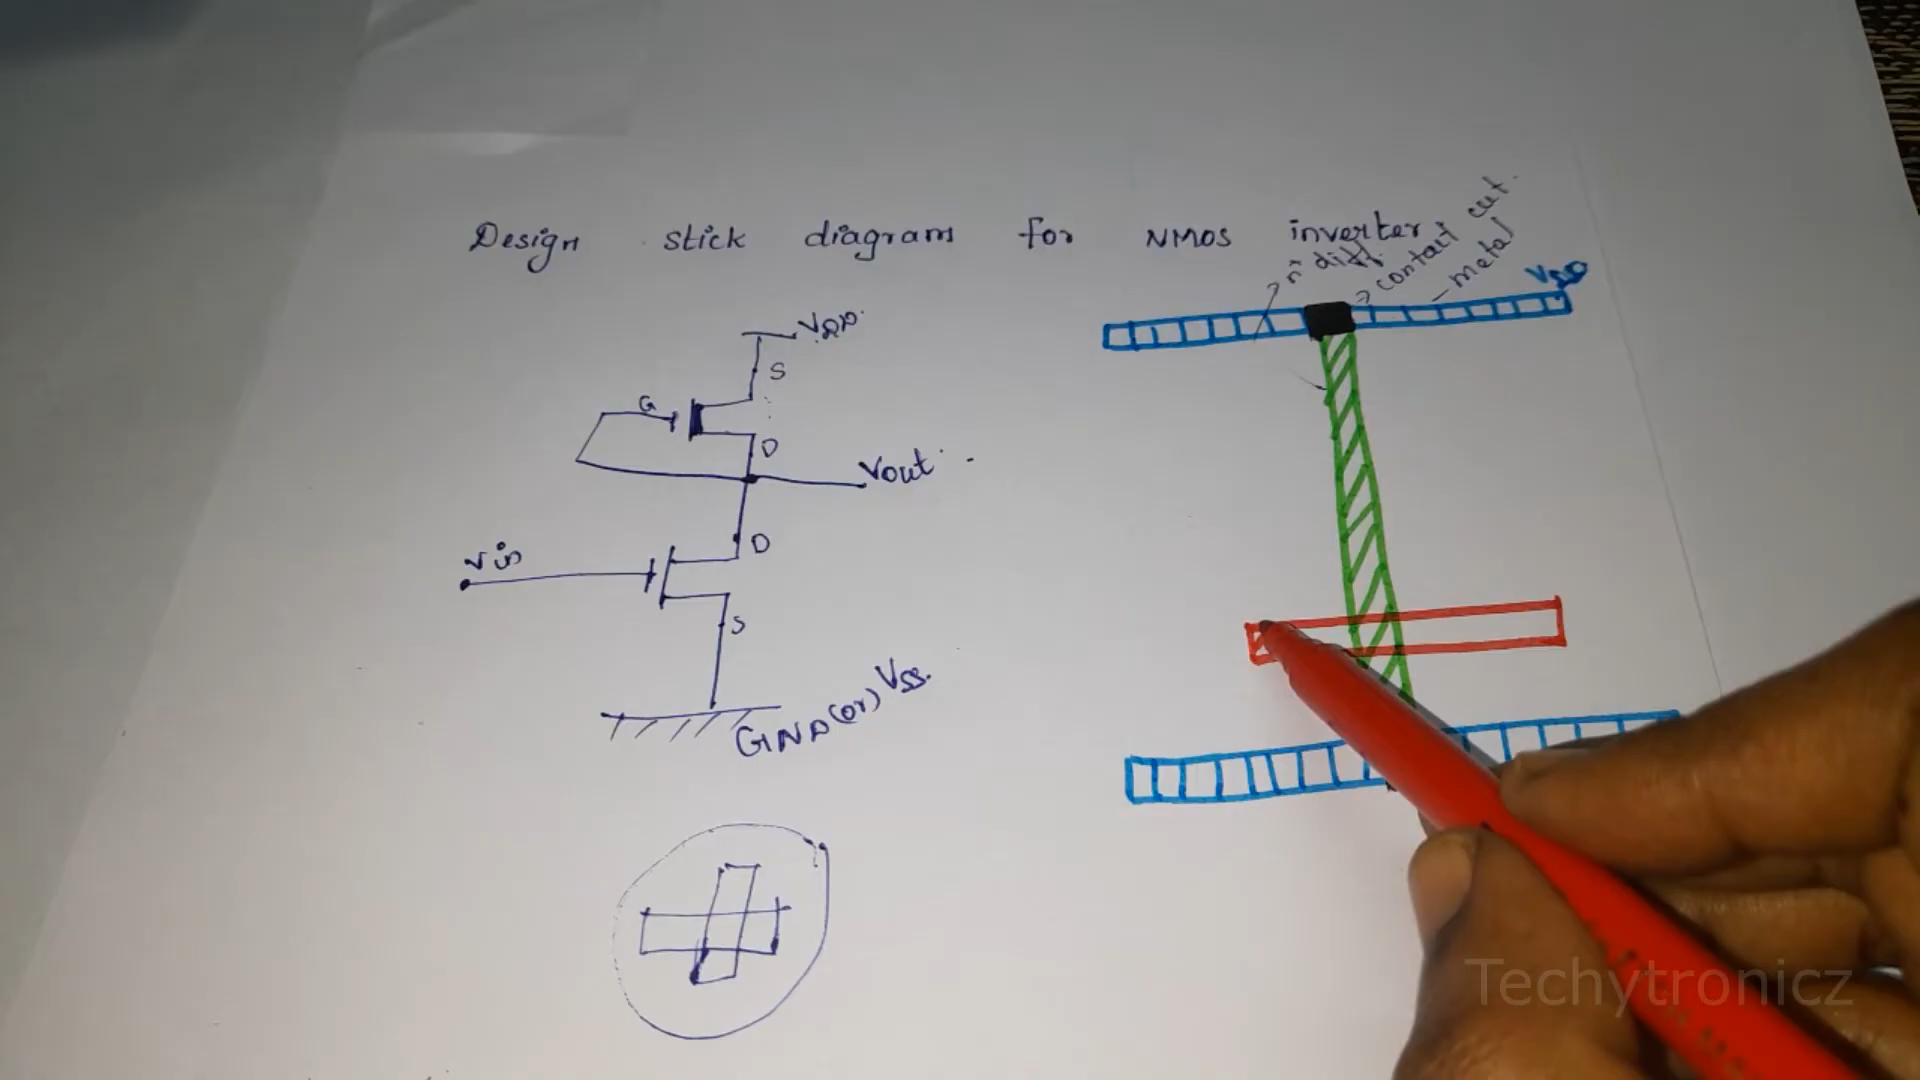 Design stick diagram for NMOS inverter
n+ diff.
contact cut.
metal
VDD
VDD.
S
G
D
Vout
Vin
D
S
GND (or) VSS.
Techytronicz